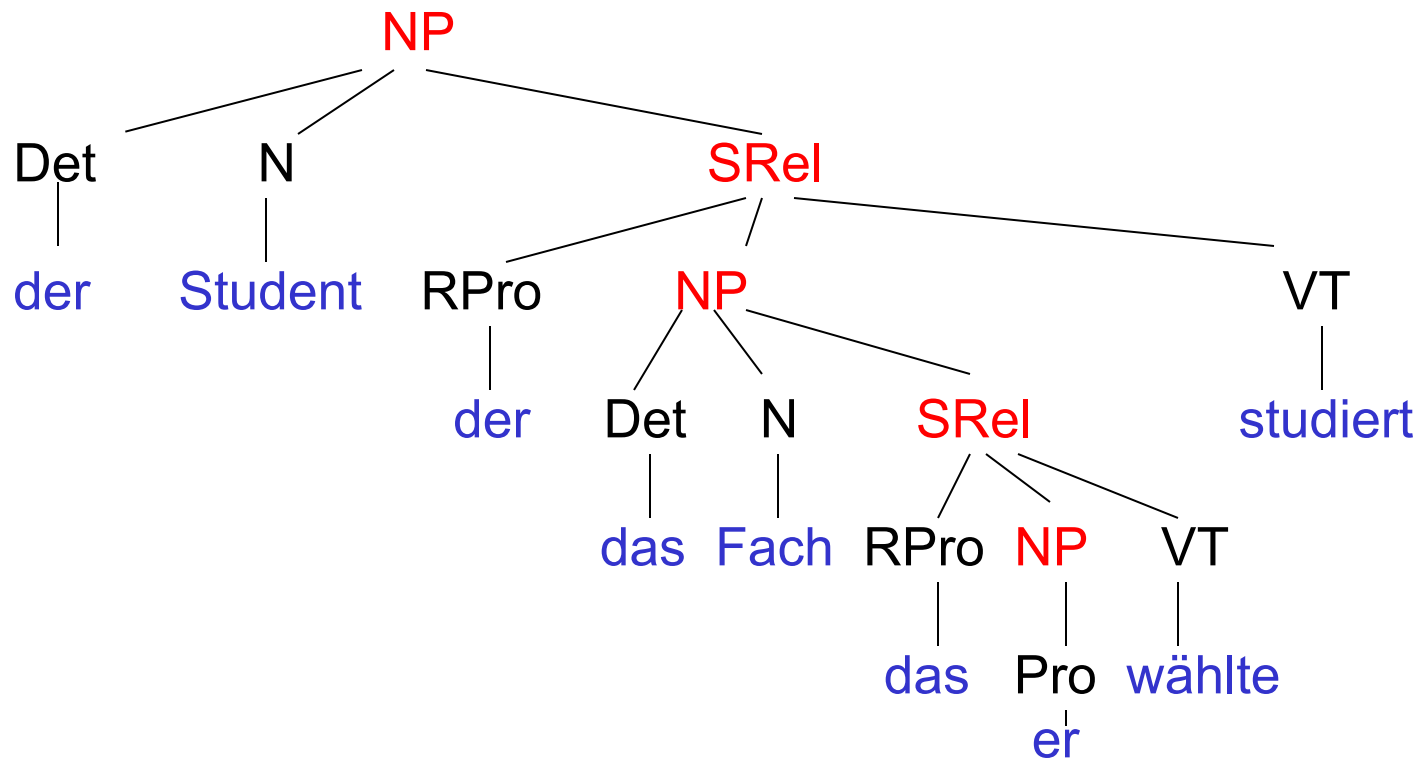 NP
Det N SRel
der Student RPro NP VT
der Det N SRel studiert
das Fach RPro NP VT
das Pro wählte
er